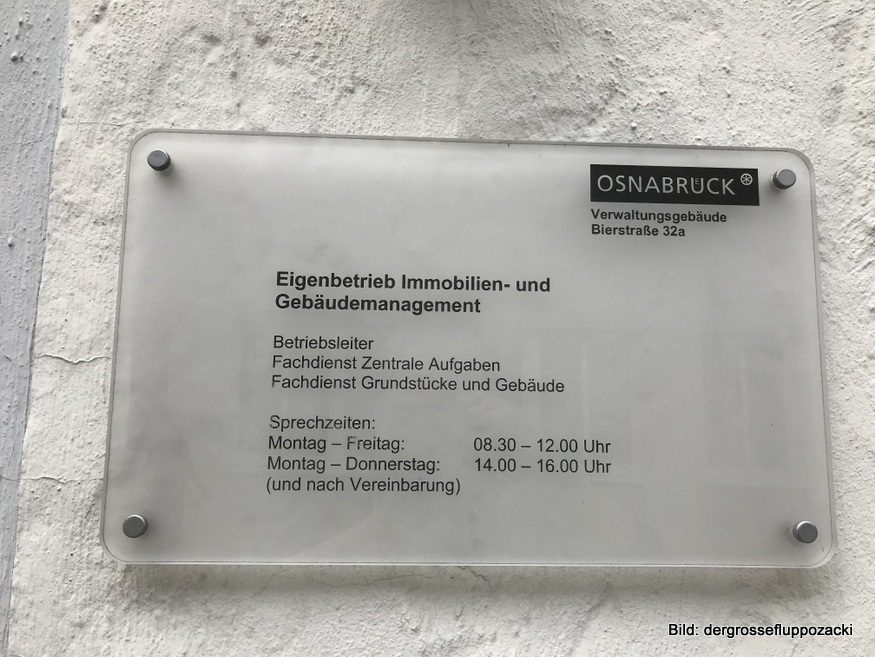 OSNABRÜCK
Verwaltungsgebäude
Bierstraße 32a
Eigenbetrieb Immobilien- und
Gebäudemanagement
Betriebsleiter
Fachdienst Zentrale Aufgaben
Fachdienst Grundstücke und Gebäude
Sprechzeiten:
Montag – Freitag: 08.30 – 12.00 Uhr
Montag – Donnerstag: 14.00 – 16.00 Uhr
(und nach Vereinbarung)
Bild: dergrossefluppozacki